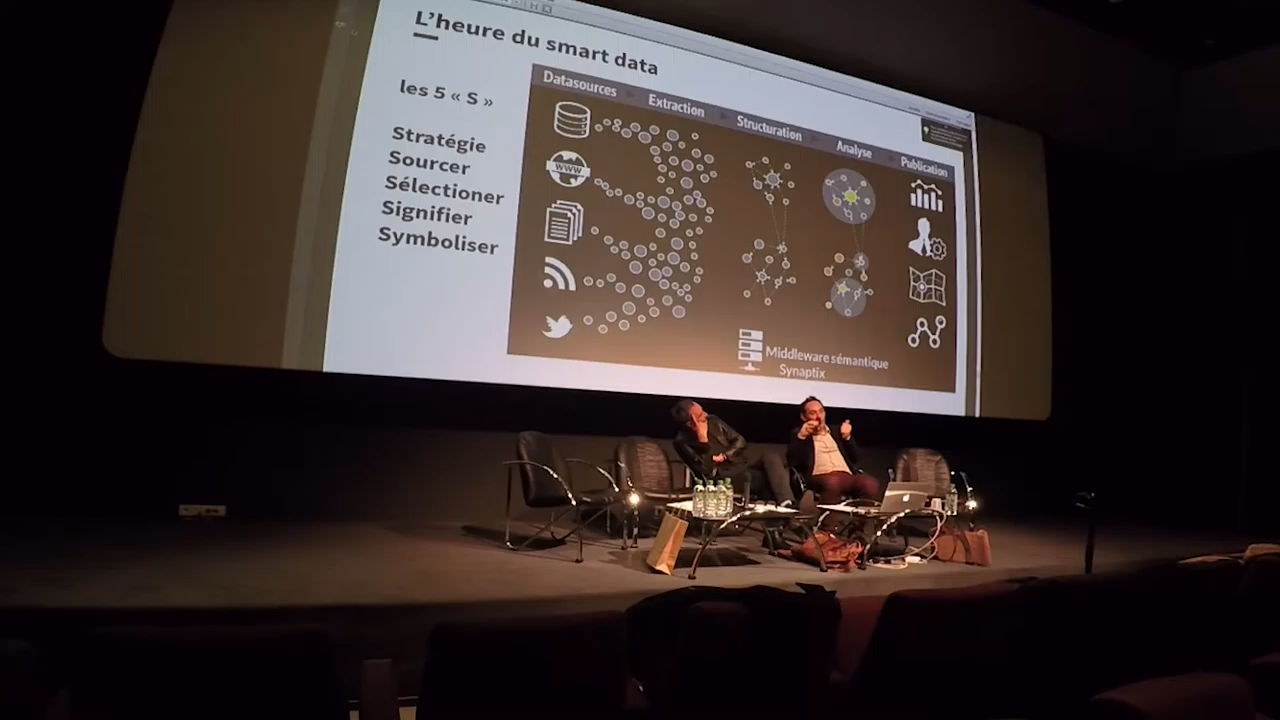 L'heure du smart data
les 5 « S »
Stratégie
Sourcer
Sélectioner
Signifier
Symboliser
Datasources
Extraction
Structuration
Analyse
Publication
WWW
Middleware sémantique
Synaptix